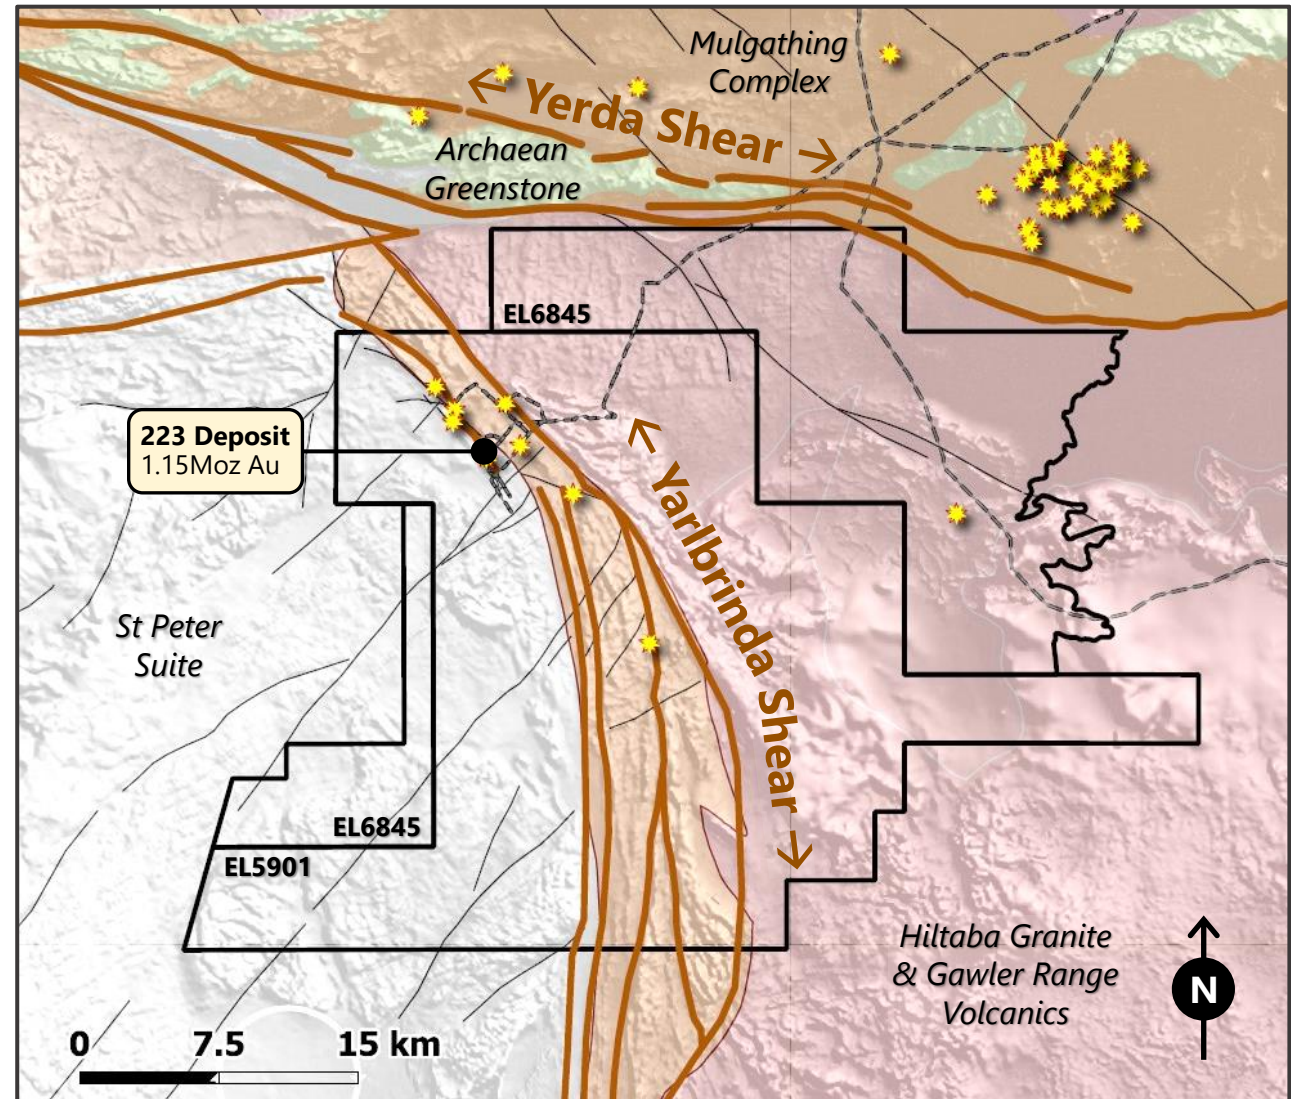 Mulgathing
Complex
← Yerda Shear →
Archaean
Greenstone
EL6845
223 Deposit
1.15Moz Au
← Yarlbrinda Shear →
St Peter
Suite
EL6845
EL5901
Hiltaba Granite
& Gawler Range
Volcanics
N
0 7.5 15 km